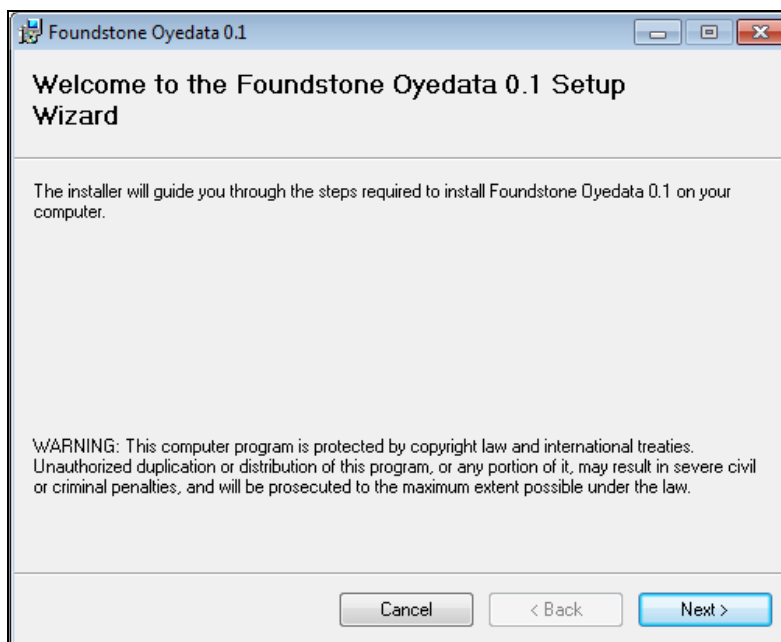 Foundstone Oyedata 0.1
Welcome to the Foundstone Oyedata 0.1 Setup
Wizard
The installer will guide you through the steps required to install Foundstone Oyedata 0.1 on your
computer.
WARNING: This computer program is protected by copyright law and international treaties.
Unauthorized duplication or distribution of this program, or any portion of it, may result in severe civil
or criminal penalties, and will be prosecuted to the maximum extent possible under the law.
Cancel
< Back
Next >